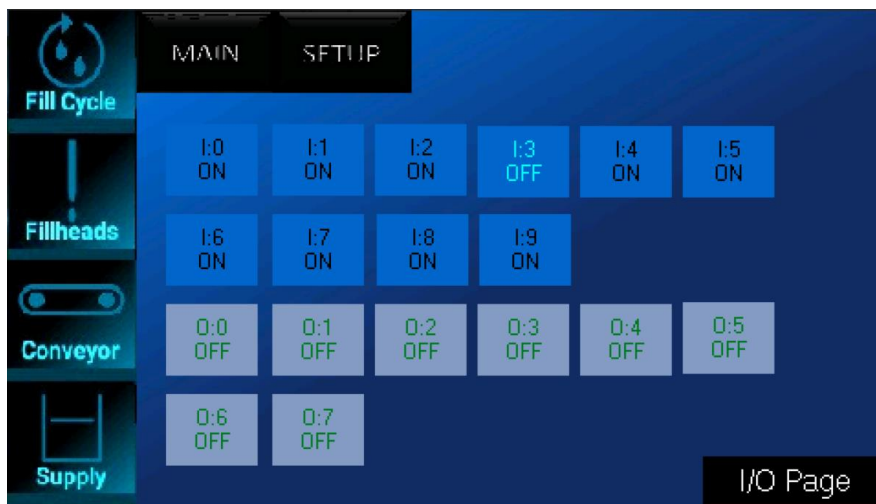 MAIN SETUP
Fill Cycle
I:0 I:1 I:2 I:3 I:4 I:5
ON ON ON OFF ON ON
Fillheads
I:6 I:7 I:8 I:9
ON ON ON ON
Conveyor
O:0 O:1 O:2 O:3 O:4 O:5
OFF OFF OFF OFF OFF OFF
O:6 O:7
OFF OFF
Supply
I/O Page